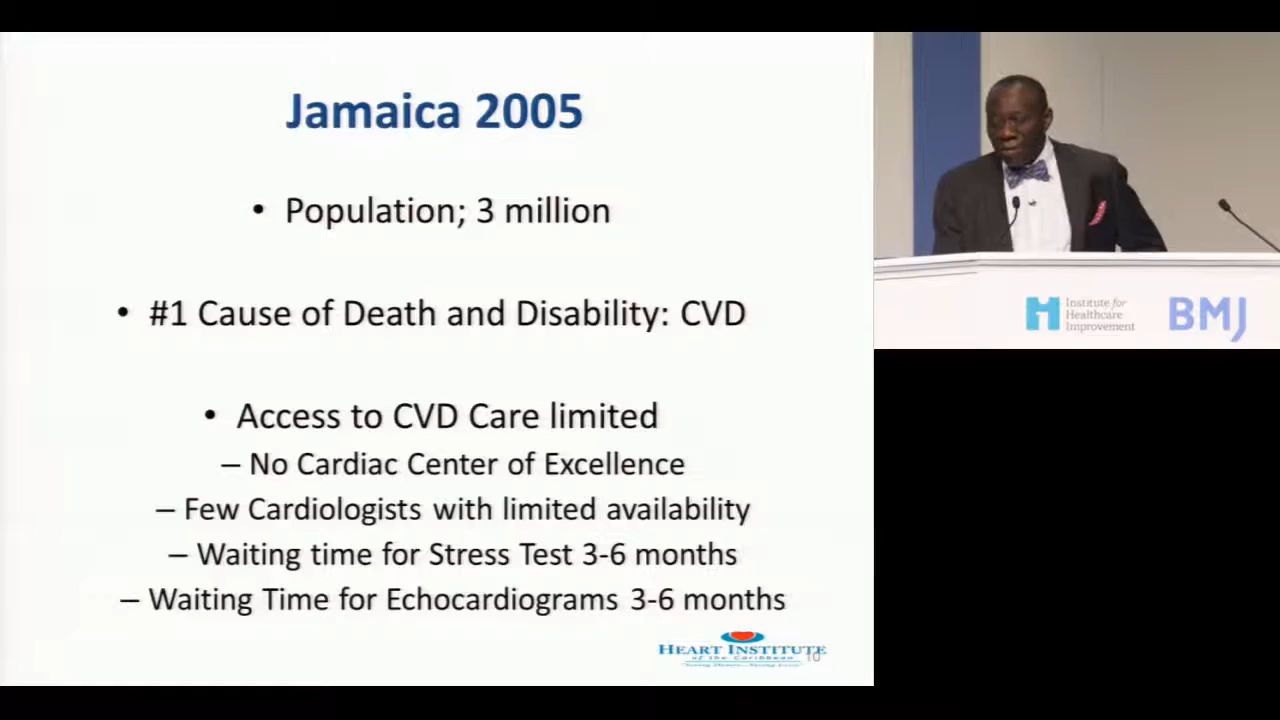 Jamaica 2005
• Population; 3 million
• #1 Cause of Death and Disability: CVD
• Access to CVD Care limited
– No Cardiac Center of Excellence
– Few Cardiologists with limited availability
– Waiting time for Stress Test 3-6 months
– Waiting Time for Echocardiograms 3-6 months
HEART INSTITUTE
of the Caribbean
10
Institute for
Healthcare
Improvement
BMJ